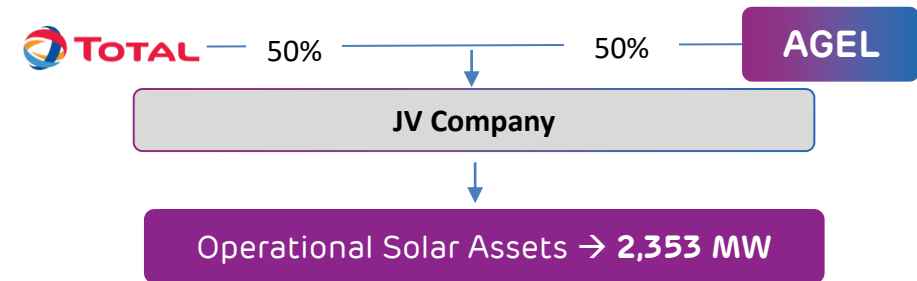 TOTAL 50% 50% AGEL
JV Company
Operational Solar Assets → 2,353 MW